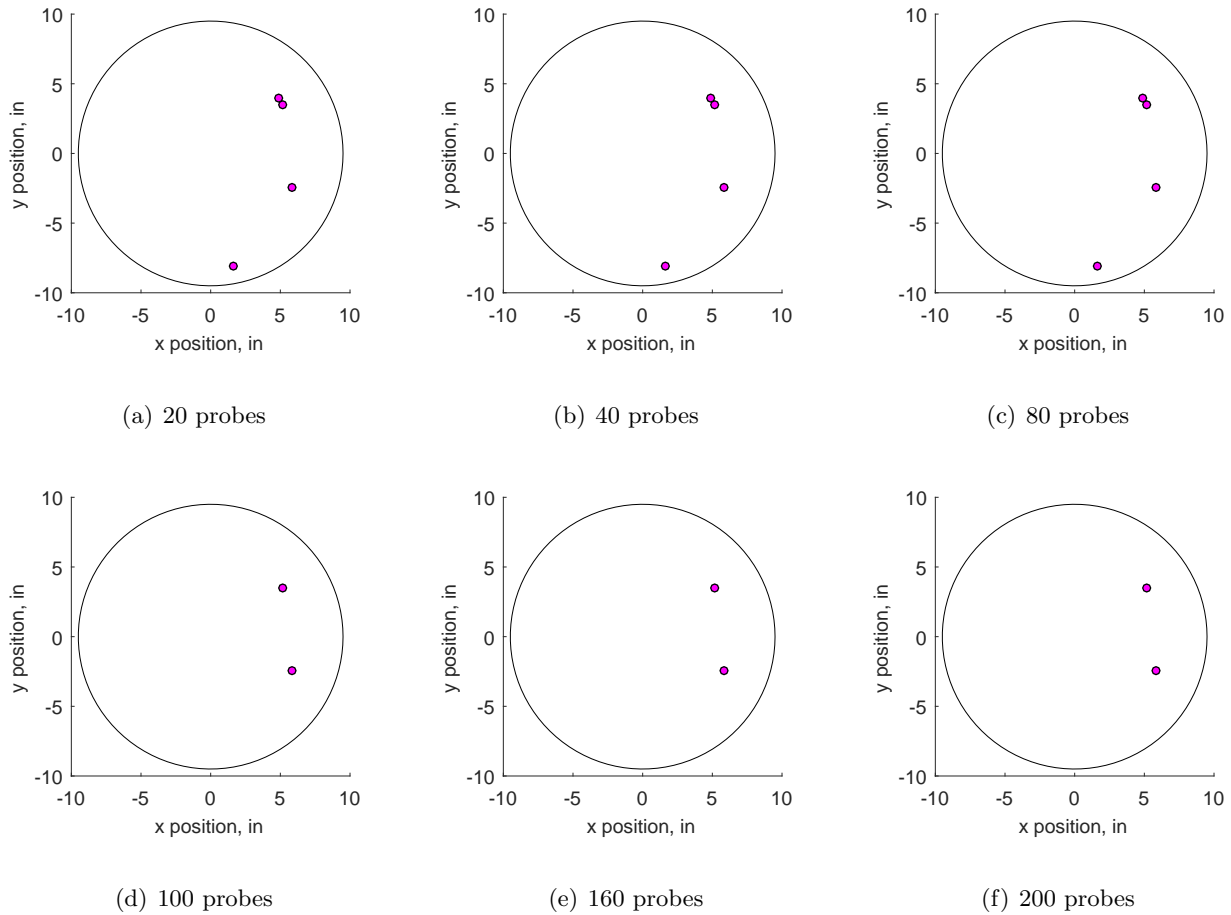 10
5
0
-5
-10
-10 -5 0 5 10
x position, in
y position, in
(a) 20 probes
10
5
0
-5
-10
-10 -5 0 5 10
x position, in
y position, in
(b) 40 probes
10
5
0
-5
-10
-10 -5 0 5 10
x position, in
y position, in
(c) 80 probes
10
5
0
-5
-10
-10 -5 0 5 10
x position, in
y position, in
(d) 100 probes
10
5
0
-5
-10
-10 -5 0 5 10
x position, in
y position, in
(e) 160 probes
10
5
0
-5
-10
-10 -5 0 5 10
x position, in
y position, in
(f) 200 probes